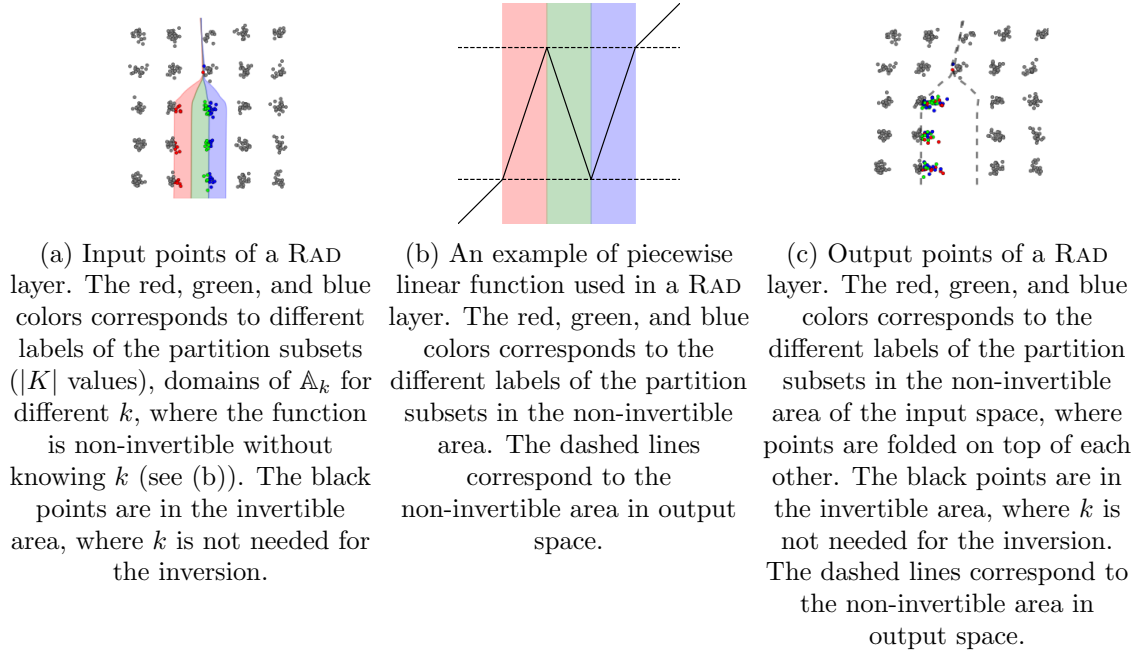 (a) Input points of a RAD
layer. The red, green, and blue
colors corresponds to different
labels of the partition subsets
(|K| values), domains of 𝔸k for
different k, where the function
is non-invertible without
knowing k (see (b)). The black
points are in the invertible
area, where k is not needed for
the inversion.
(b) An example of piecewise
linear function used in a RAD
layer. The red, green, and blue
colors corresponds to the
different labels of the partition
subsets in the non-invertible
area. The dashed lines
correspond to the
non-invertible area in output
space.
(c) Output points of a RAD
layer. The red, green, and blue
colors corresponds to the
different labels of the partition
subsets in the non-invertible
area of the input space, where
points are folded on top of each
other. The black points are in
the invertible area, where k is
not needed for the inversion.
The dashed lines correspond to
the non-invertible area in
output space.